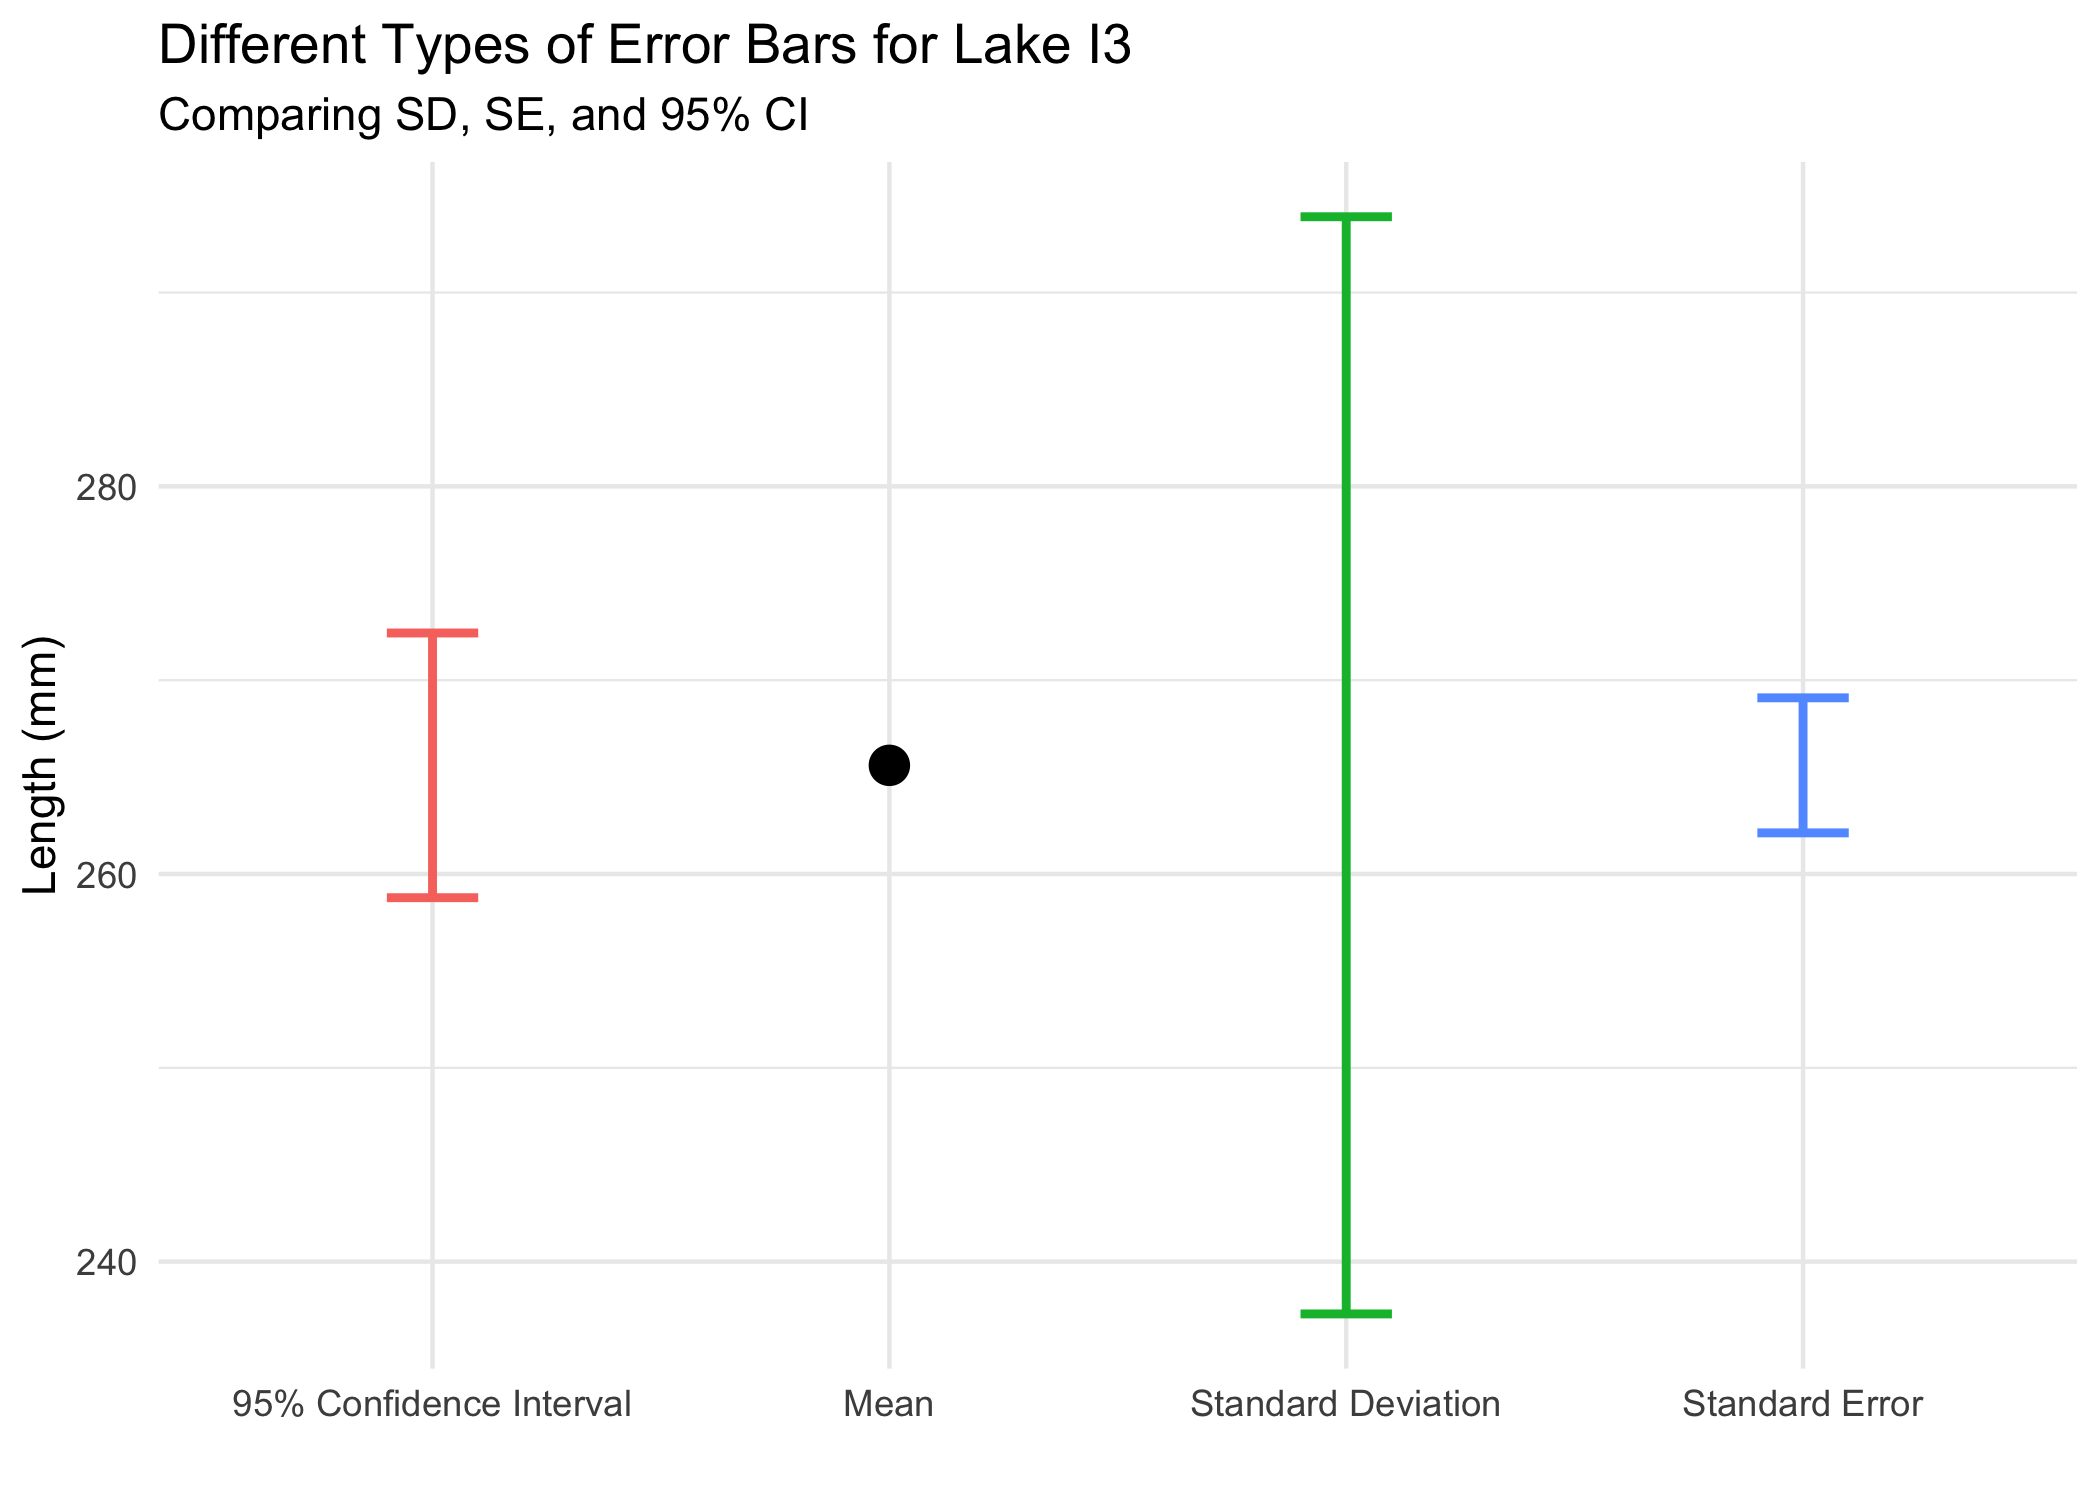 Different Types of Error Bars for Lake I3
Comparing SD, SE, and 95% CI
Length (mm)
280
260
240
95% Confidence Interval
Mean
Standard Deviation
Standard Error